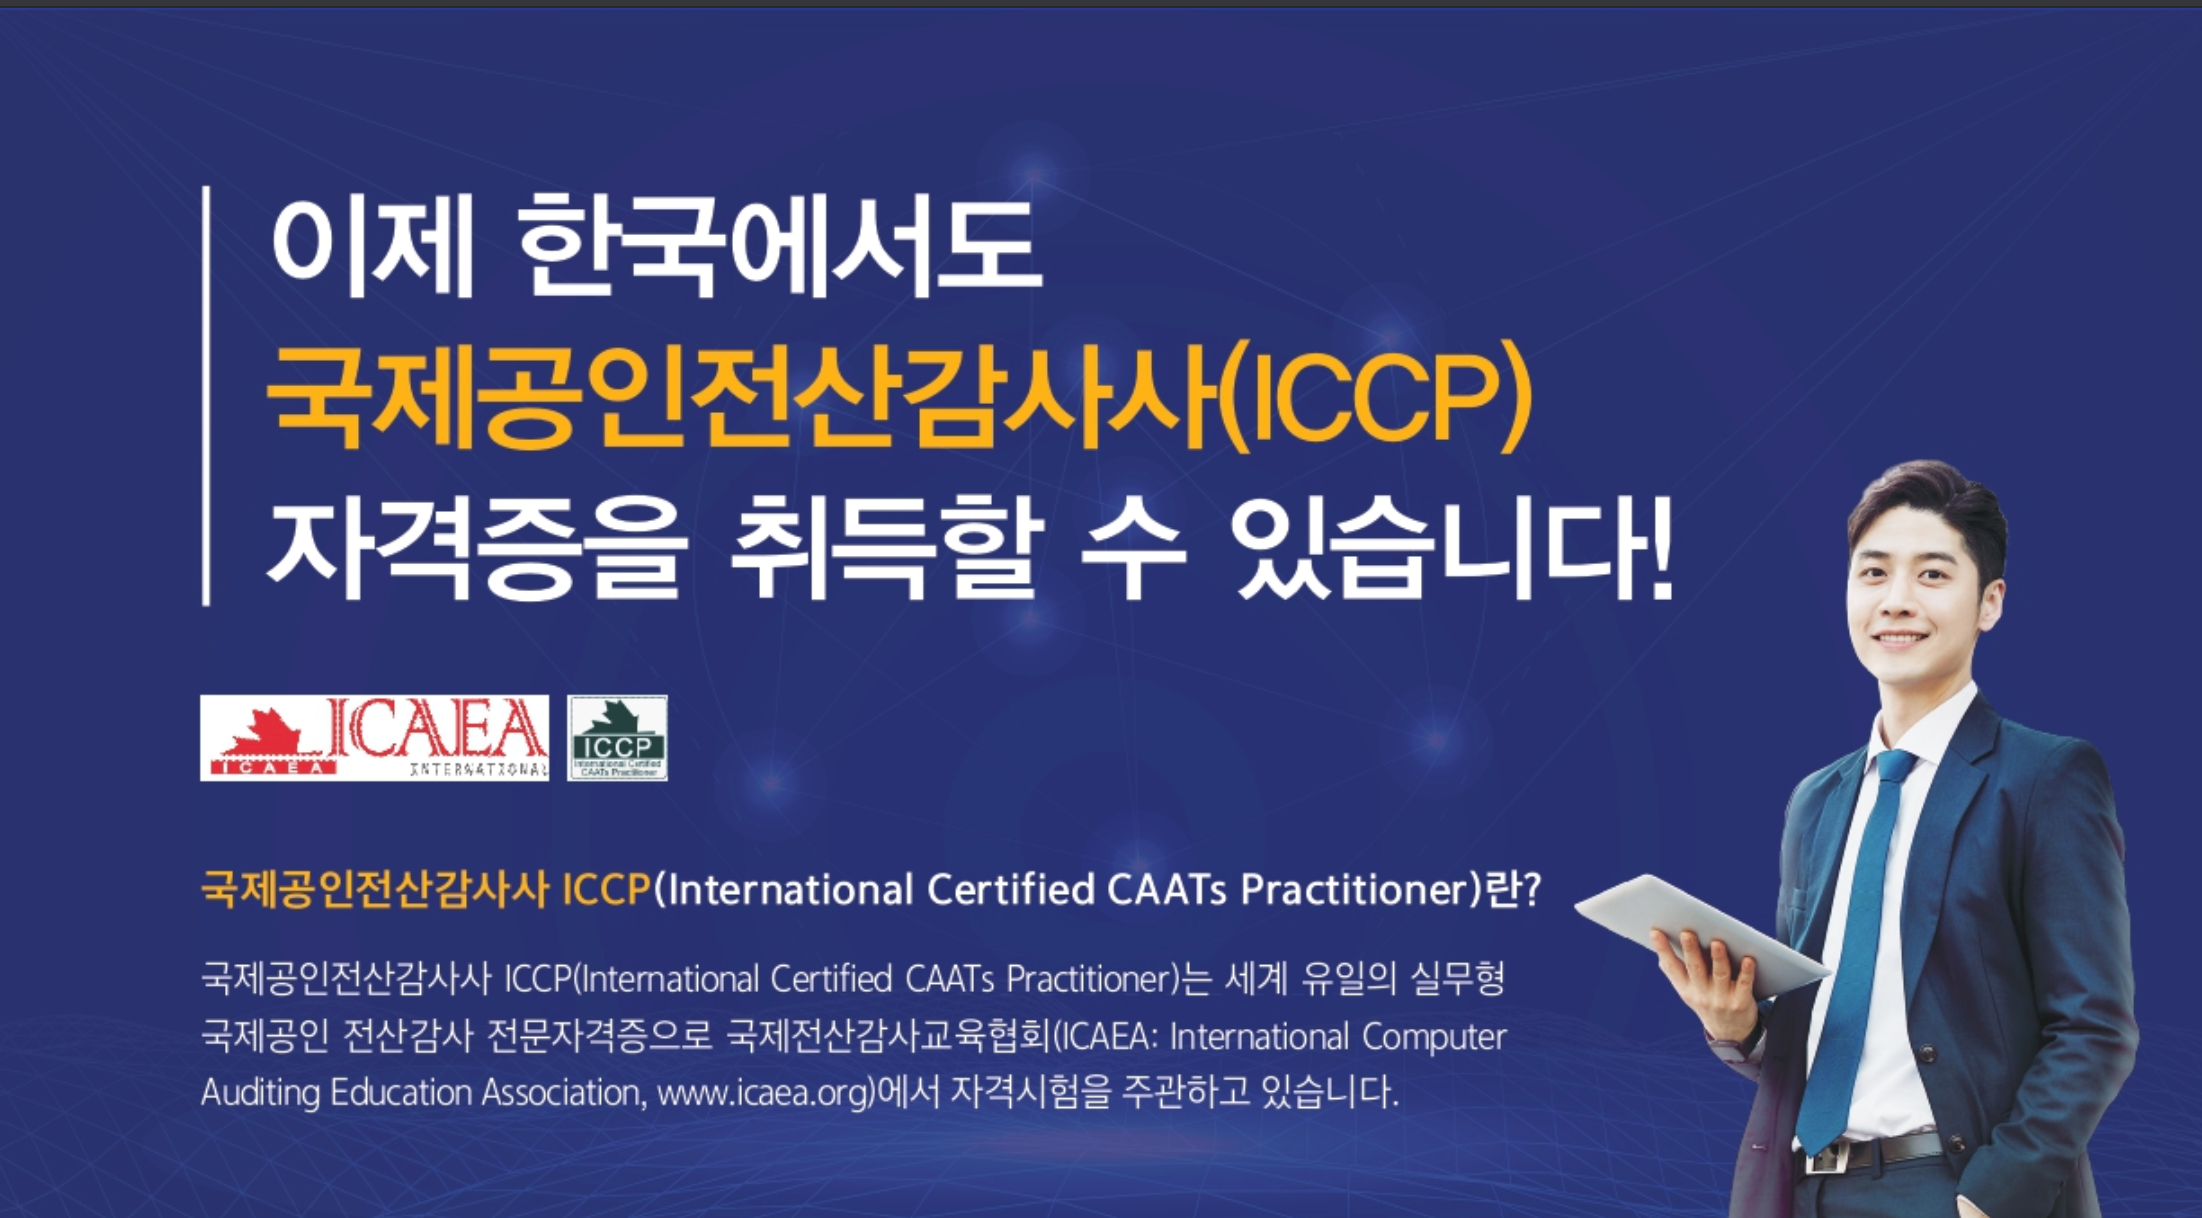 이제 한국에서도
국제공인전산감사사(ICCP)
자격증을 취득할 수 있습니다!
ICAEA
ICAEA
INTERNATIONAL
ICCP
International Certified
CAATs Practitioner
국제공인전산감사사 ICCP(International Certified CAATs Practitioner)란?
국제공인전산감사사 ICCP(International Certified CAATs Practitioner)는 세계 유일의 실무형
국제공인 전산감사 전문자격증으로 국제전산감사교육협회(ICAEA: International Computer
Auditing Education Association, www.icaea.org)에서 자격시험을 주관하고 있습니다.